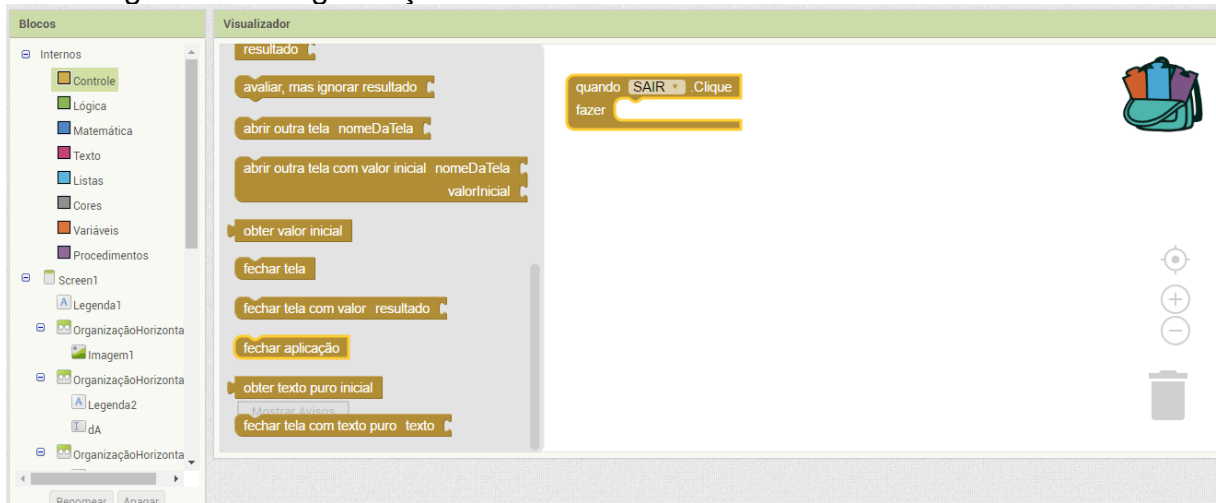 Blocos
Internos
Controle
Lógica
Matemática
Texto
Listas
Cores
Variáveis
Procedimentos
Screen1
Legenda1
OrganizaçãoHorizonta
Imagem1
OrganizaçãoHorizonta
Legenda2
dA
OrganizaçãoHorizonta
Renomear Apagar
Visualizador
resultado
avaliar, mas ignorar resultado
abrir outra tela nomeDaTela
abrir outra tela com valor inicial nomeDaTela
valorInicial
obter valor inicial
fechar tela
fechar tela com valor resultado
fechar aplicação
obter texto puro inicial
Mostrar Avisos
fechar tela com texto puro texto
quando SAIR .Clique
fazer